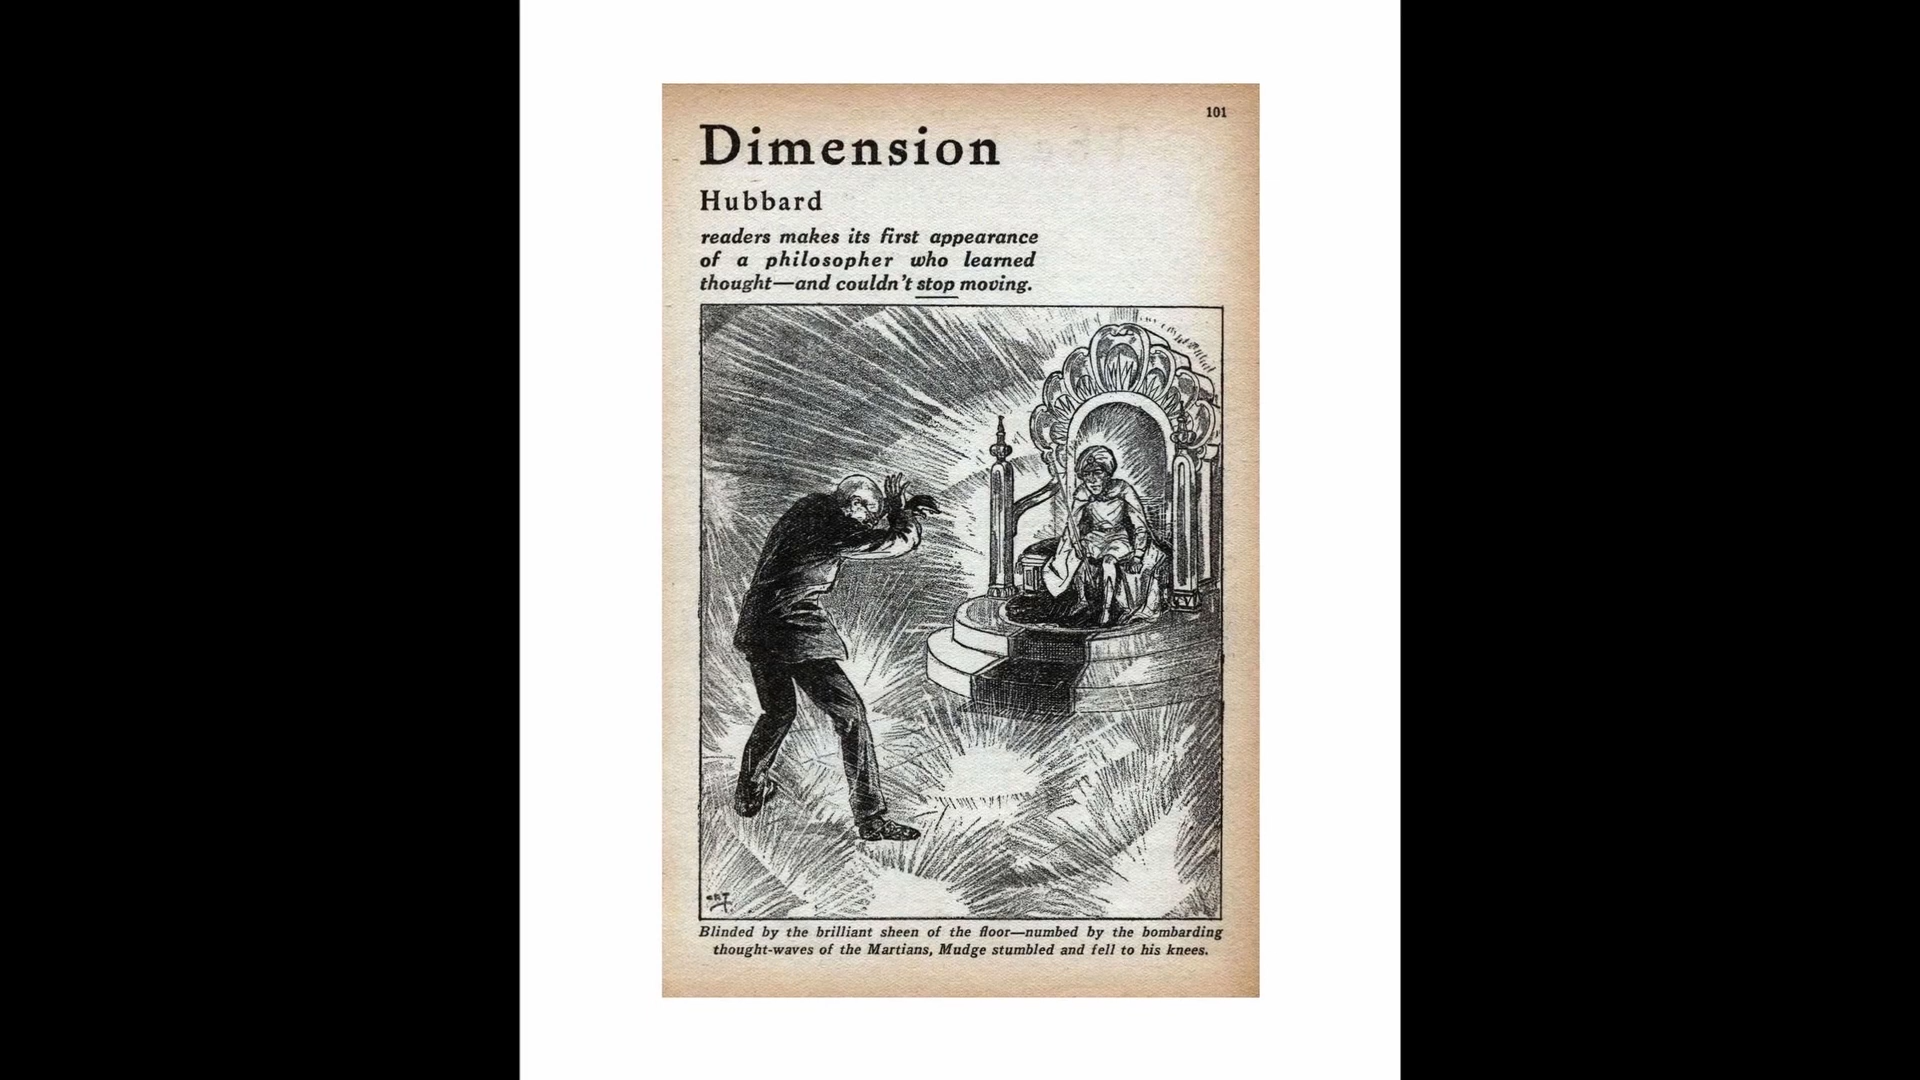 101
Dimension
Hubbard
readers makes its first appearance
of a philosopher who learned
thought—and couldn't stop moving.
Blinded by the brilliant sheen of the floor—numbed by the bombarding
thought-waves of the Martians, Mudge stumbled and fell to his knees.